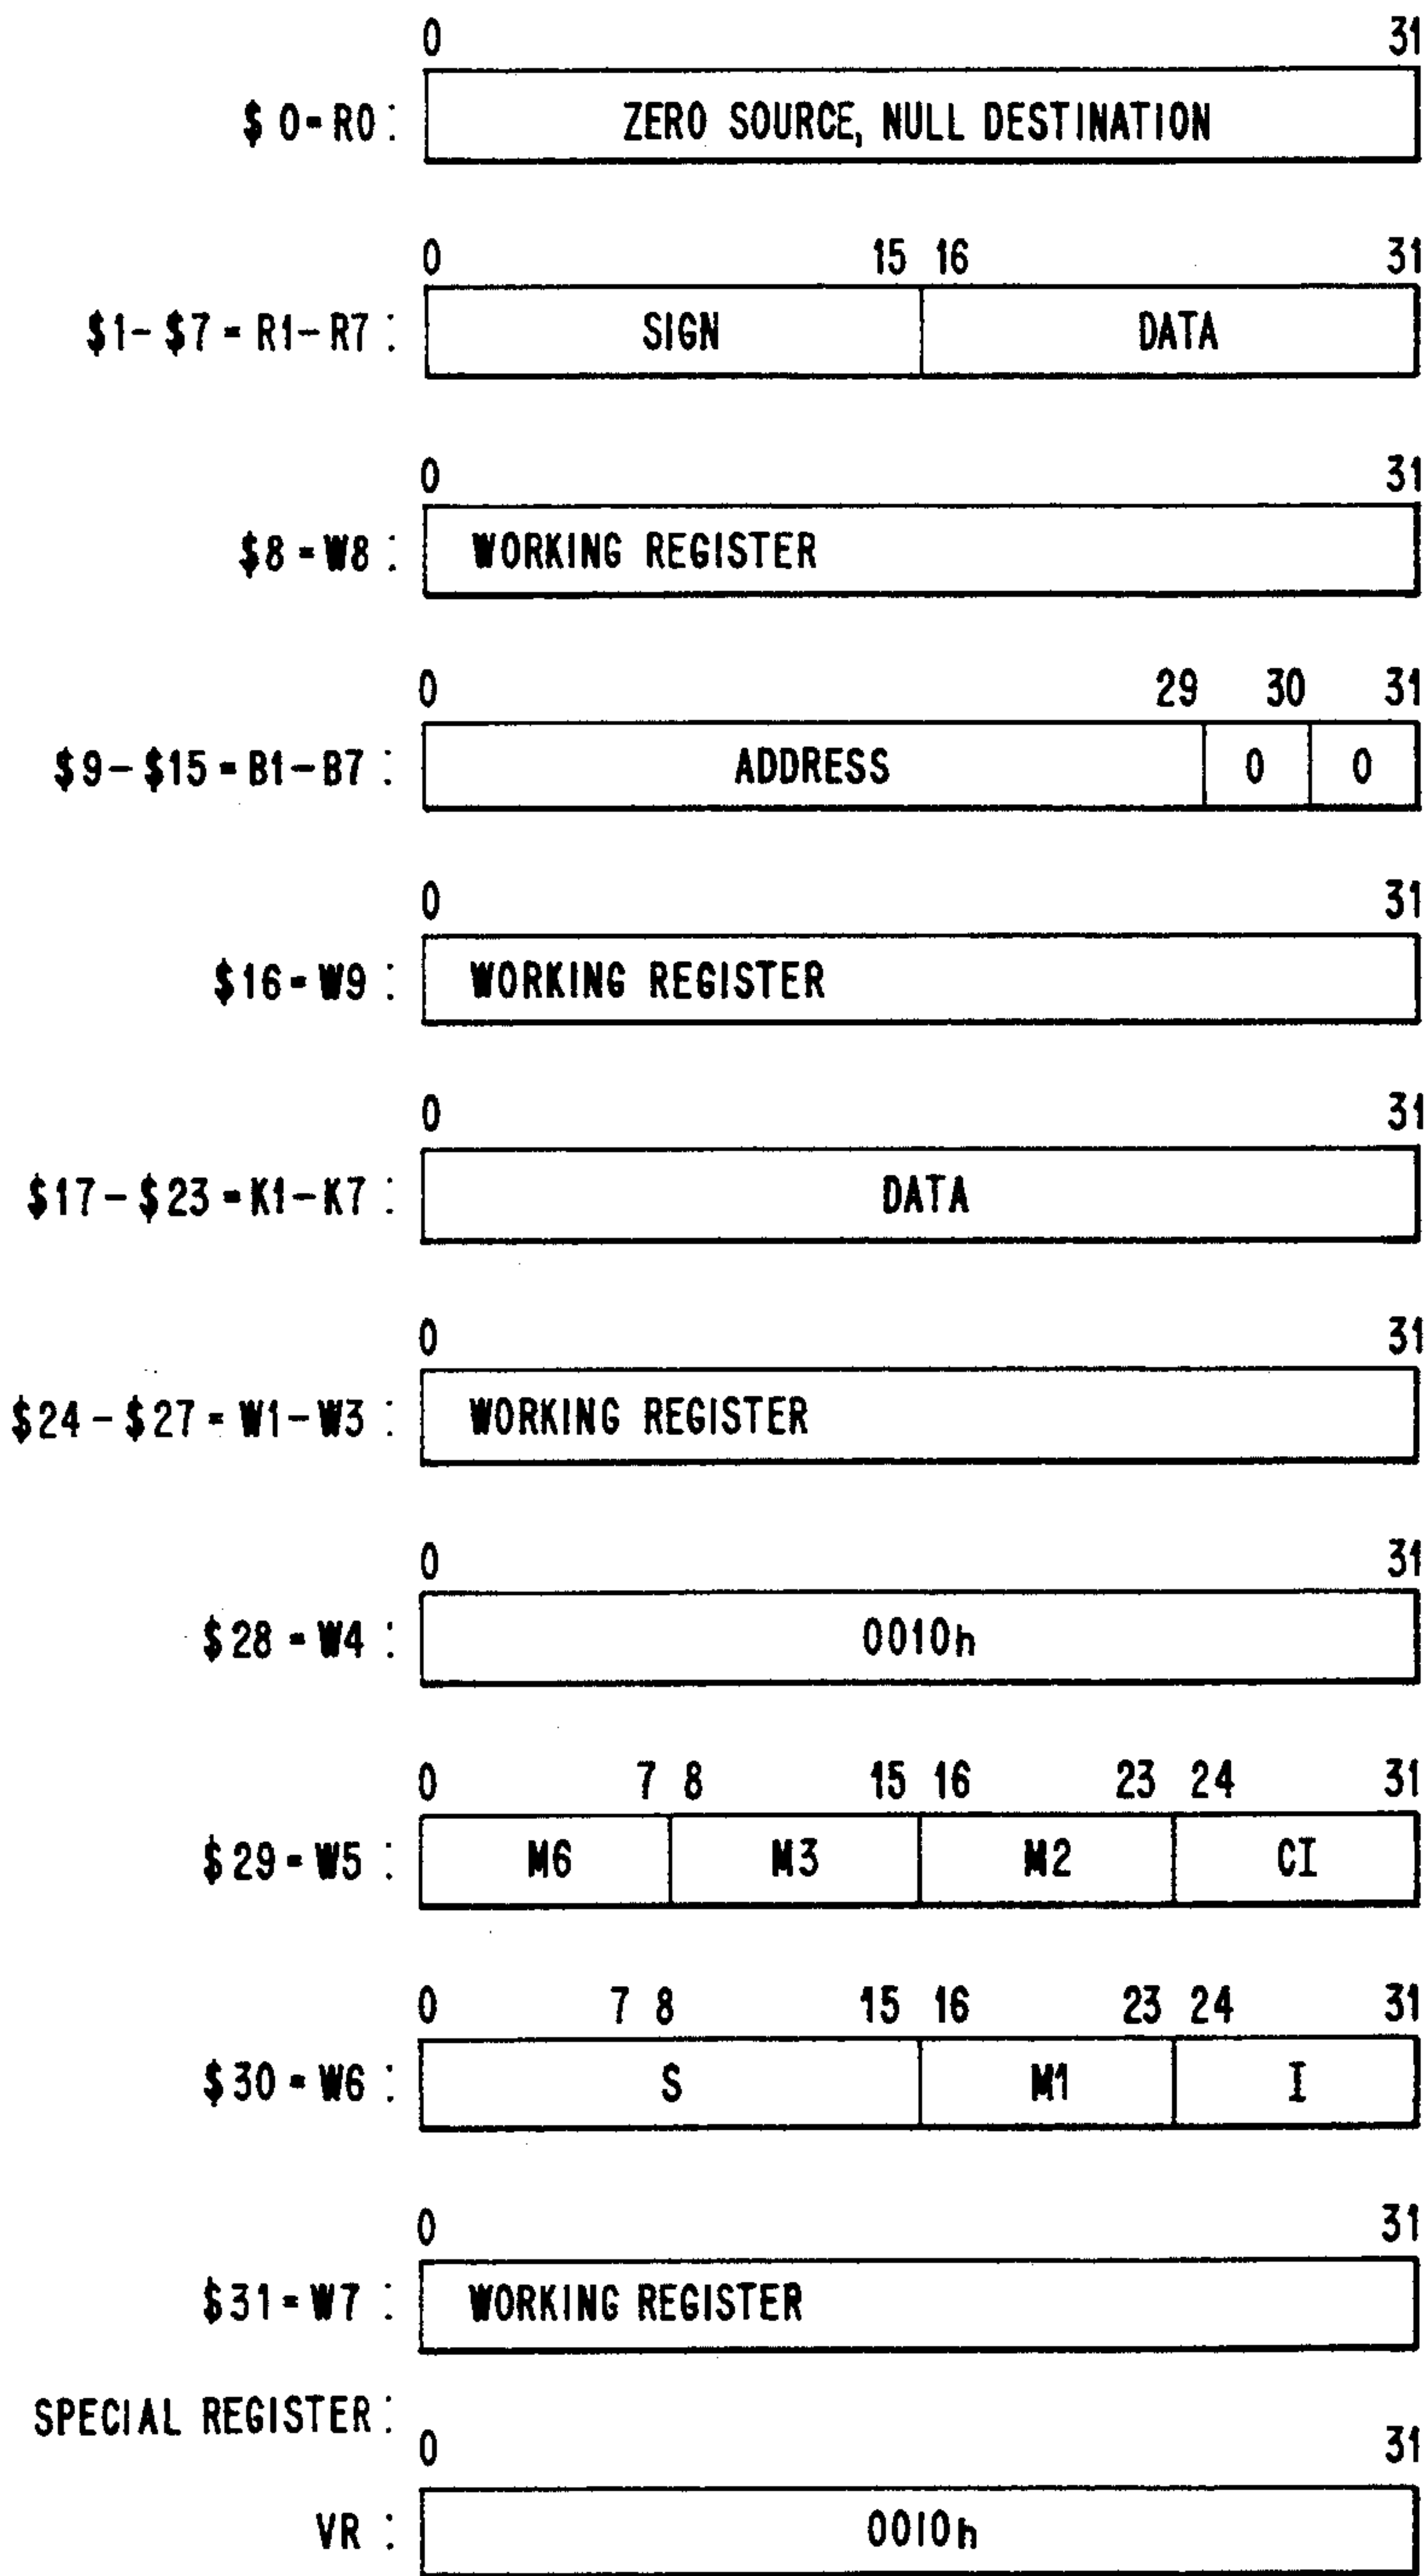 0 31
$ 0=R0: ZERO SOURCE, NULL DESTINATION
0 15 16 31
$1-$7=R1-R7: SIGN DATA
0 31
$8=W8: WORKING REGISTER
0 29 30 31
$9-$15=B1-B7: ADDRESS 0 0
0 31
$16=W9: WORKING REGISTER
0 31
$17-$23=K1-K7: DATA
0 31
$24-$27=W1-W3: WORKING REGISTER
0 31
$28=W4: 0010h
0 7 8 15 16 23 24 31
$29=W5: M6 M3 M2 CI
0 7 8 15 16 23 24 31
$30=W6: S M1 I
0 31
$31=W7: WORKING REGISTER
SPECIAL REGISTER:
0 31
VR: 0010h